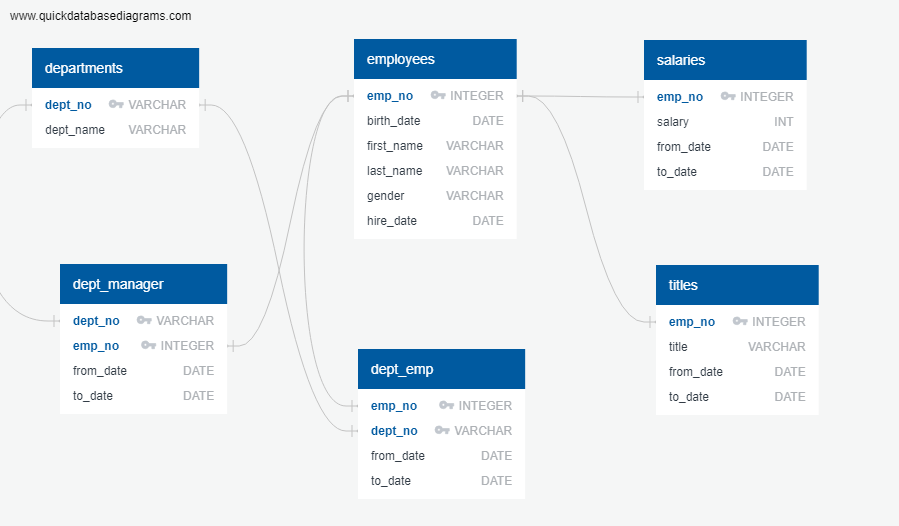 www.quickdatabasediagrams.com
departments
dept_no VARCHAR
dept_name VARCHAR
employees
emp_no INTEGER
birth_date DATE
first_name VARCHAR
last_name VARCHAR
gender VARCHAR
hire_date DATE
salaries
emp_no INTEGER
salary INT
from_date DATE
to_date DATE
dept_manager
dept_no VARCHAR
emp_no INTEGER
from_date DATE
to_date DATE
dept_emp
emp_no INTEGER
dept_no VARCHAR
from_date DATE
to_date DATE
titles
emp_no INTEGER
title VARCHAR
from_date DATE
to_date DATE